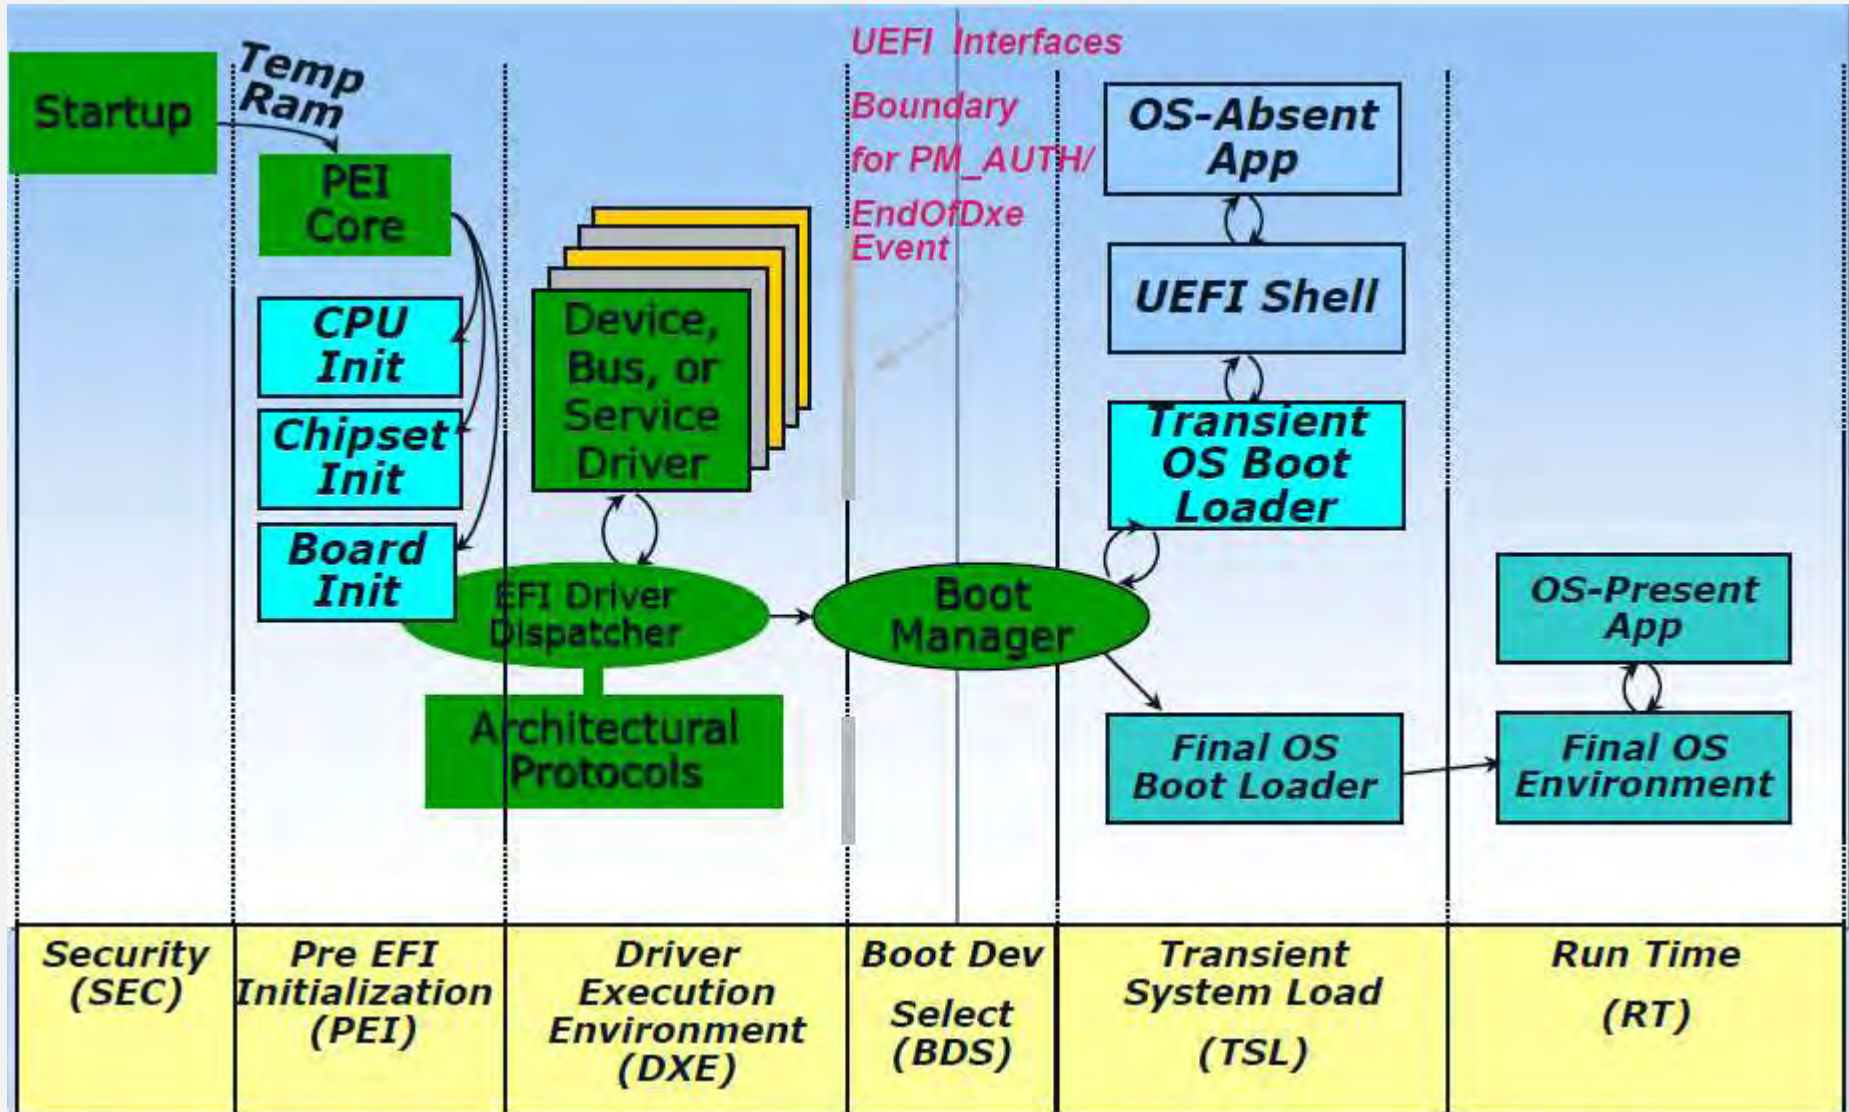 Startup
Temp
Ram
PEI
Core
CPU
Init
Chipset
Init
Board
Init
Device,
Bus, or
Service
Driver
EFI Driver
Dispatcher
Architectural
Protocols
UEFI Interfaces
Boundary
for PM_AUTH/
EndOfDxe
Event
Boot
Manager
OS-Absent
App
UEFI Shell
Transient
OS Boot
Loader
Final OS
Boot Loader
OS-Present
App
Final OS
Environment
Security
(SEC)
Pre EFI
Initialization
(PEI)
Driver
Execution
Environment
(DXE)
Boot Dev
Select
(BDS)
Transient
System Load
(TSL)
Run Time
(RT)